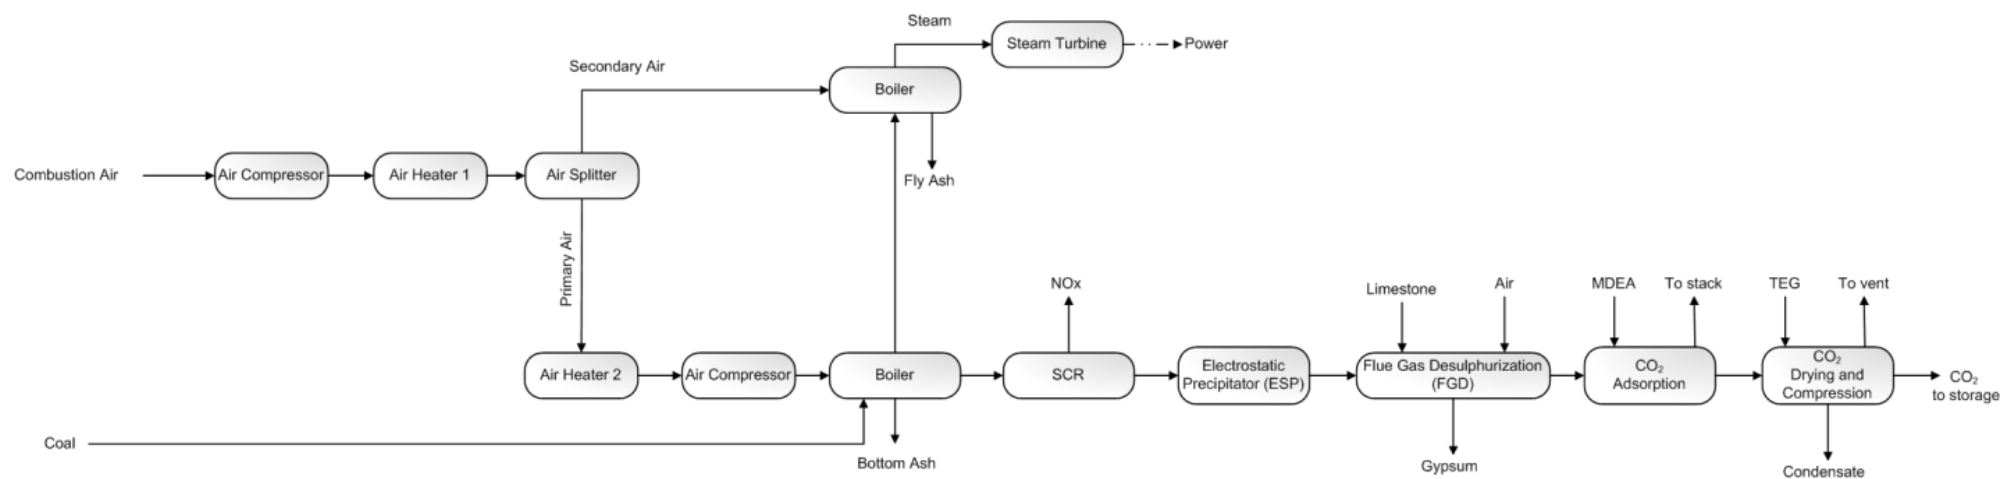 Steam
Steam Turbine
Power
Secondary Air
Boiler
Combustion Air
Air Compressor
Air Heater 1
Air Splitter
Fly Ash
Primary Air
NOx
Limestone
Air
MDEA
To stack
TEG
To vent
Air Heater 2
Air Compressor
Boiler
SCR
Electrostatic
Precipitator (ESP)
Flue Gas Desulphurization
(FGD)
CO₂
Adsorption
CO₂
Drying and
Compression
CO₂
to storage
Coal
Bottom Ash
Gypsum
Condensate